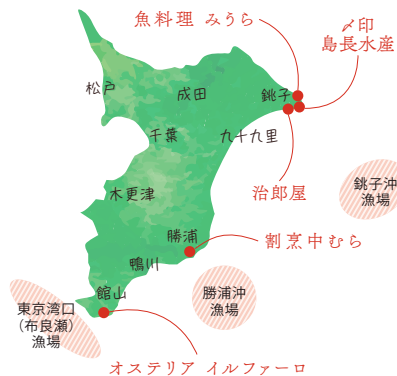 魚料理 みうら
〆印
島長水産
松戸
成田
銚子
千葉
九十九里
治郎屋
銚子沖
漁場
木更津
勝浦
割烹中むら
鴨川
館山
勝浦沖
漁場
東京湾口
（布良瀬）
漁場
オステリア イルファーロ